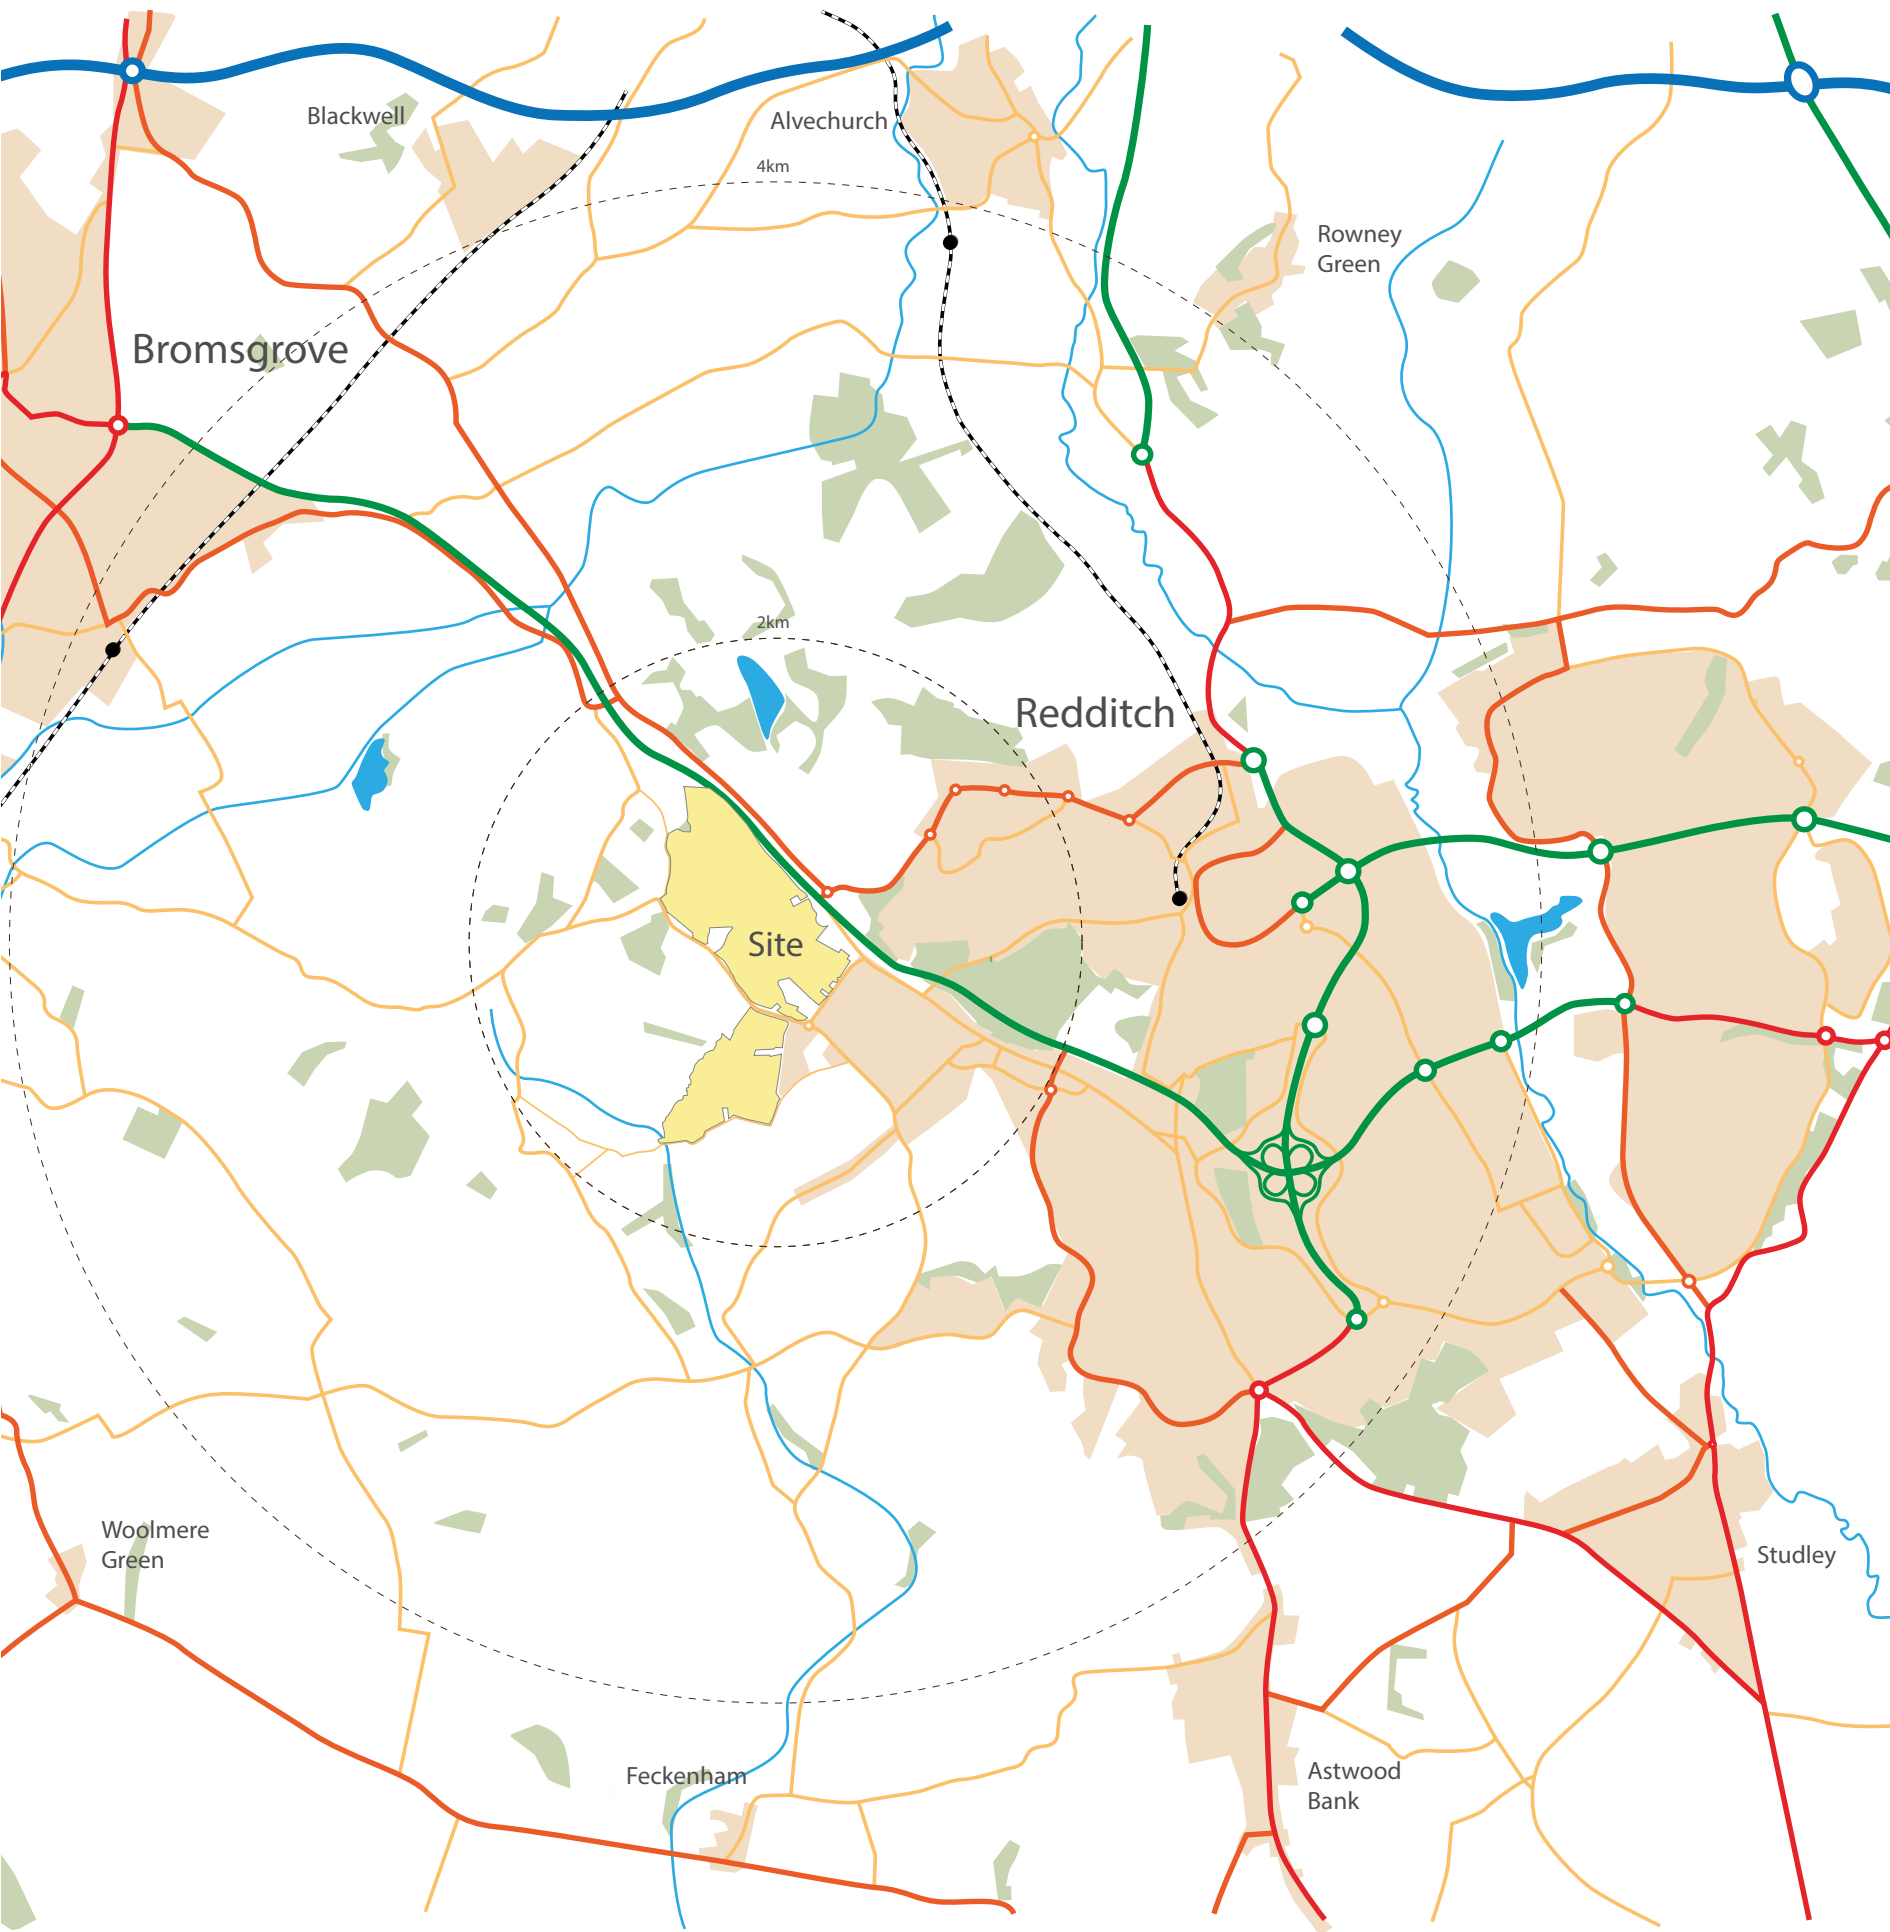 Blackwell
Alvechurch
4km
Rowney
Green
Bromsgrove
2km
Redditch
Site
Woolmere
Green
Studley
Feckenham
Astwood
Bank